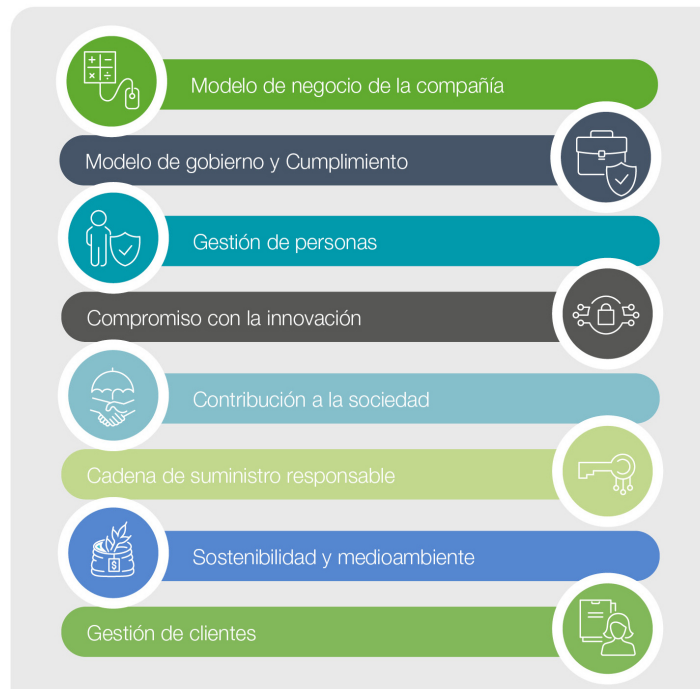 Modelo de negocio de la compañía
Modelo de gobierno y Cumplimiento
Gestión de personas
Compromiso con la innovación
Contribución a la sociedad
Cadena de suministro responsable
Sostenibilidad y medioambiente
Gestión de clientes